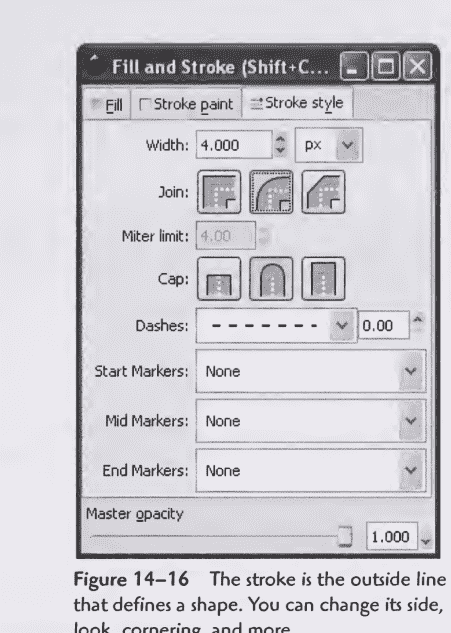 Fill and Stroke (Shift+C...
Fill Stroke paint Stroke style
Width: 4.000 px
Join:
Miter limit: 4.00
Cap:
Dashes: 0.00
Start Markers: None
Mid Markers: None
End Markers: None
Master opacity
1.000
Figure 14–16 The stroke is the outside line
that defines a shape. You can change its side,
look, cornering, and more.